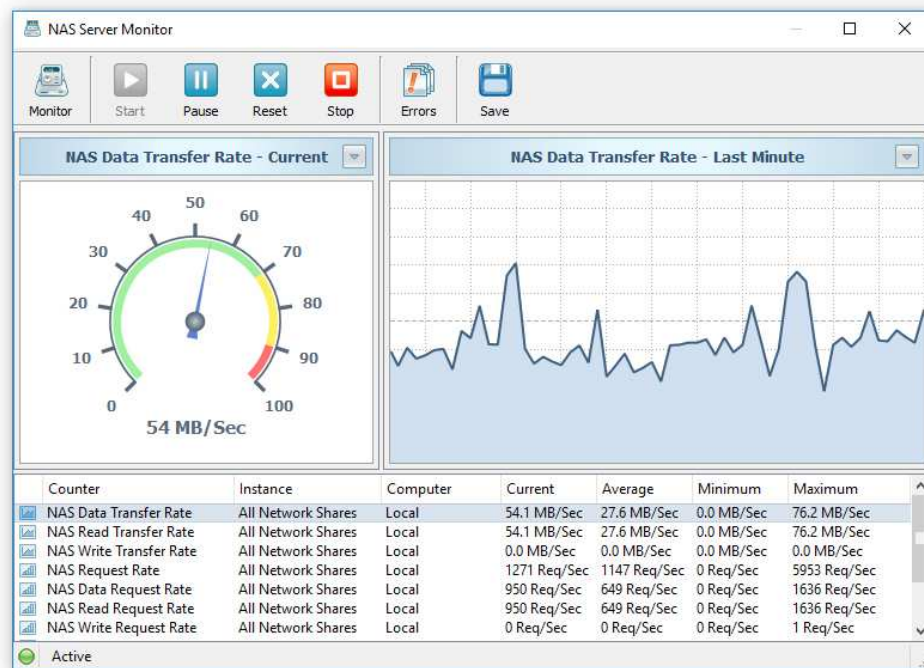 NAS Server Monitor
Monitor Start Pause Reset Stop Errors Save
NAS Data Transfer Rate - Current
NAS Data Transfer Rate - Last Minute
50
40 60
30 70
20 80
10 90
0 100
54 MB/Sec
Counter Instance Computer Current Average Minimum Maximum
NAS Data Transfer Rate All Network Shares Local 54.1 MB/Sec 27.6 MB/Sec 0.0 MB/Sec 76.2 MB/Sec
NAS Read Transfer Rate All Network Shares Local 54.1 MB/Sec 27.6 MB/Sec 0.0 MB/Sec 76.2 MB/Sec
NAS Write Transfer Rate All Network Shares Local 0.0 MB/Sec 0.0 MB/Sec 0.0 MB/Sec 0.0 MB/Sec
NAS Request Rate All Network Shares Local 1271 Req/Sec 1147 Req/Sec 0 Req/Sec 5953 Req/Sec
NAS Data Request Rate All Network Shares Local 950 Req/Sec 649 Req/Sec 0 Req/Sec 1636 Req/Sec
NAS Read Request Rate All Network Shares Local 950 Req/Sec 649 Req/Sec 0 Req/Sec 1636 Req/Sec
NAS Write Request Rate All Network Shares Local 0 Req/Sec 0 Req/Sec 0 Req/Sec 1 Req/Sec
Active